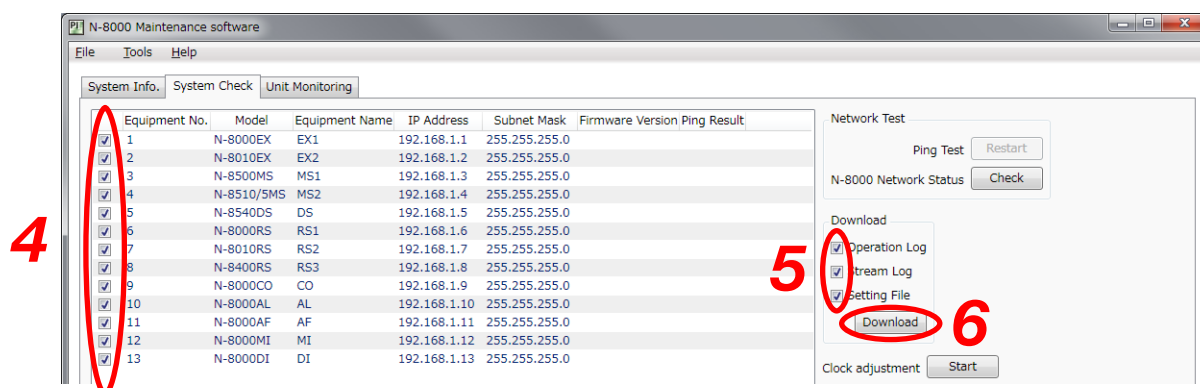 N-8000 Maintenance software
File Tools Help
System Info. System Check Unit Monitoring
Equipment No. Model Equipment Name IP Address Subnet Mask Firmware Version Ping Result
1 N-8000EX EX1 192.168.1.1 255.255.255.0
2 N-8010EX EX2 192.168.1.2 255.255.255.0
3 N-8500MS MS1 192.168.1.3 255.255.255.0
4 N-8510/5MS MS2 192.168.1.4 255.255.255.0
5 N-8540DS DS 192.168.1.5 255.255.255.0
6 N-8000RS RS1 192.168.1.6 255.255.255.0
7 N-8010RS RS2 192.168.1.7 255.255.255.0
8 N-8400RS RS3 192.168.1.8 255.255.255.0
9 N-8000CO CO 192.168.1.9 255.255.255.0
10 N-8000AL AL 192.168.1.10 255.255.255.0
11 N-8000AF AF 192.168.1.11 255.255.255.0
12 N-8000MI MI 192.168.1.12 255.255.255.0
13 N-8000DI DI 192.168.1.13 255.255.255.0
4
Network Test
Ping Test Restart
N-8000 Network Status Check
Download
Operation Log
Stream Log
Setting File
5
Download
6
Clock adjustment Start